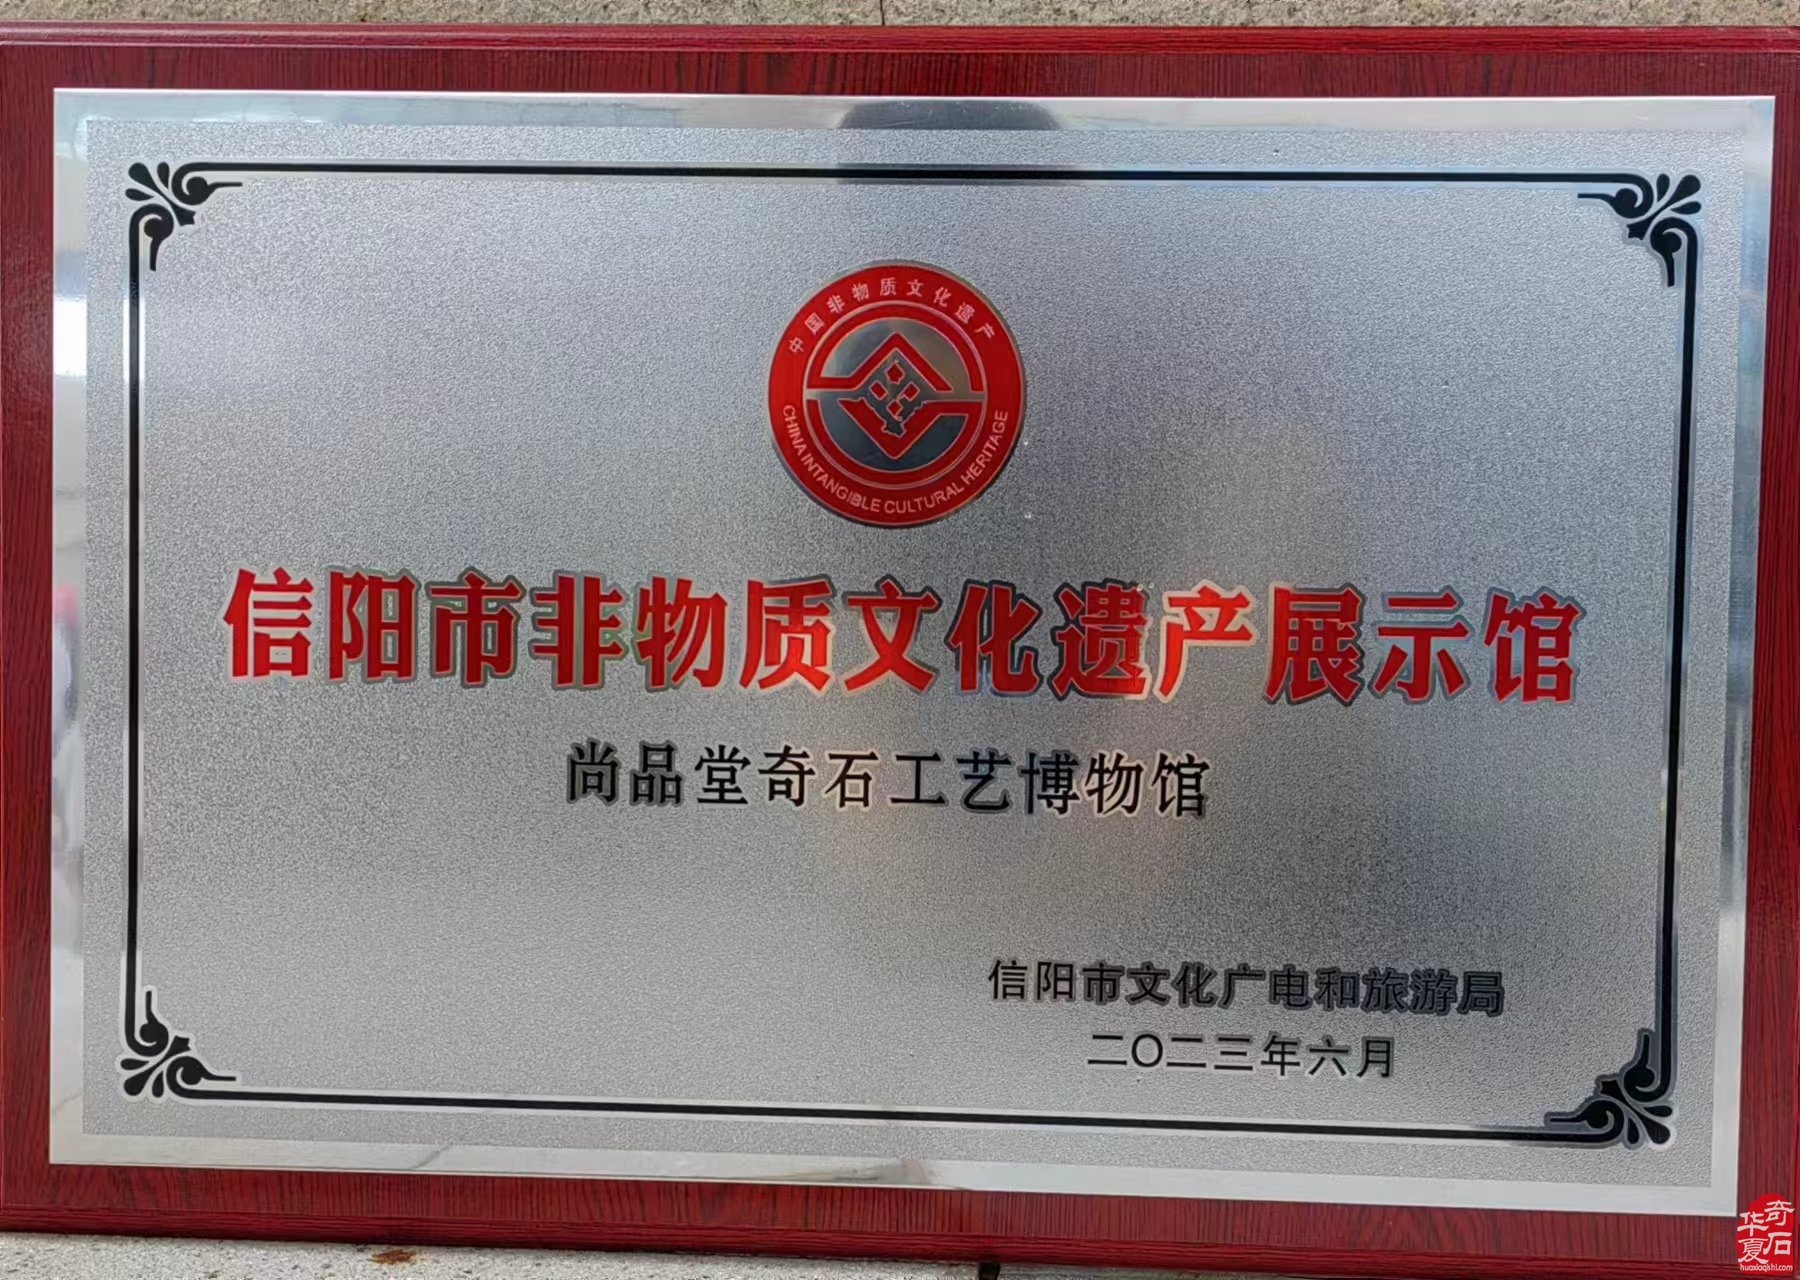 中国非物质文化遗产
CHINA INTANGIBLE CULTURAL HERITAGE
信阳市非物质文化遗产展示馆
尚品堂奇石工艺博物馆
信阳市文化广电和旅游局
二〇二三年六月
华夏奇石
huaxiaqishi.com